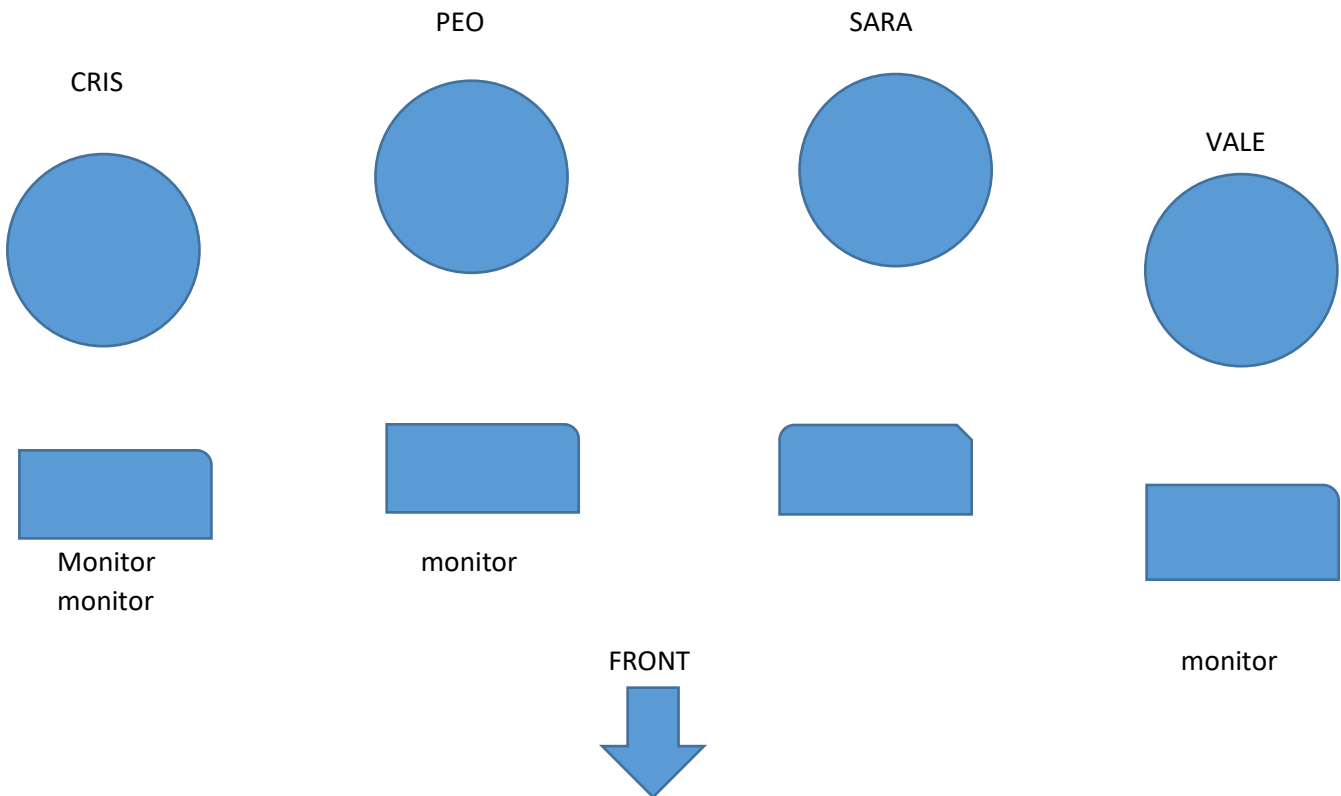 PEO
SARA
CRIS
VALE
Monitor
monitor
monitor
FRONT
monitor